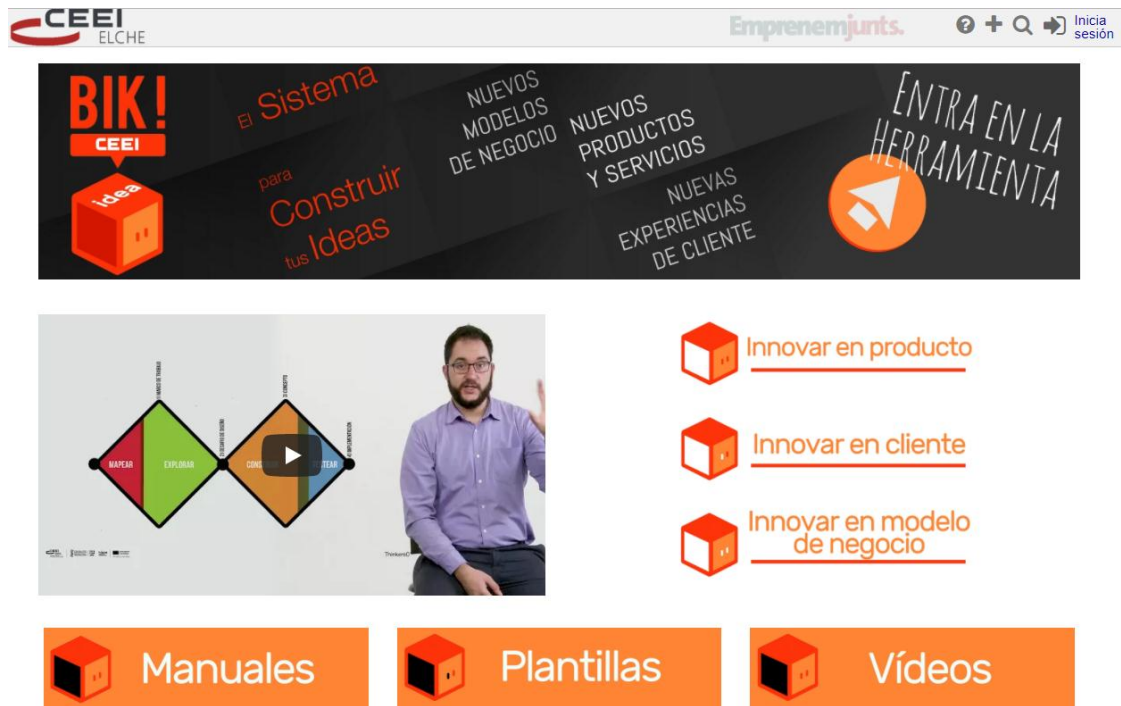 CEEI
ELCHE
Emprenemjunts.
Inicia
sesión
BIK!
CEEI
idea
El Sistema
para
Construir
tus Ideas
NUEVOS
MODELOS
DE NEGOCIO
NUEVOS
PRODUCTOS
Y SERVICIOS
NUEVAS
EXPERIENCIAS
DE CLIENTE
ENTRA EN LA
HERRAMIENTA
MAPEAR
EXPLORAR
Innovar en producto
Innovar en cliente
Innovar en modelo
de negocio
Manuales
Plantillas
Vídeos